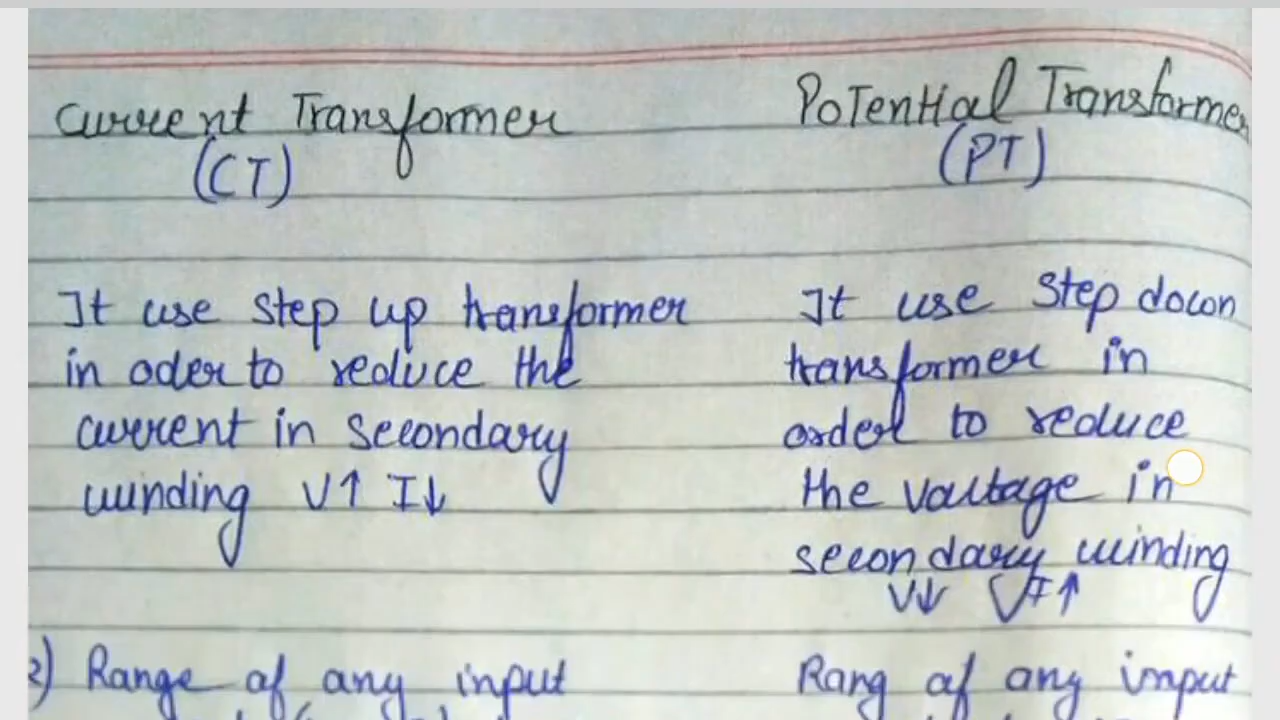 Current Transformer
(CT)
It use step up transformer
in oder to reduce the
current in secondary
winding V↑ I↓
2) Range of any input
Potential Transformer
(PT)
It use step down
transformer in
order to reduce
the voultage in
secondary winding
V↓ I↑
Rang of any input